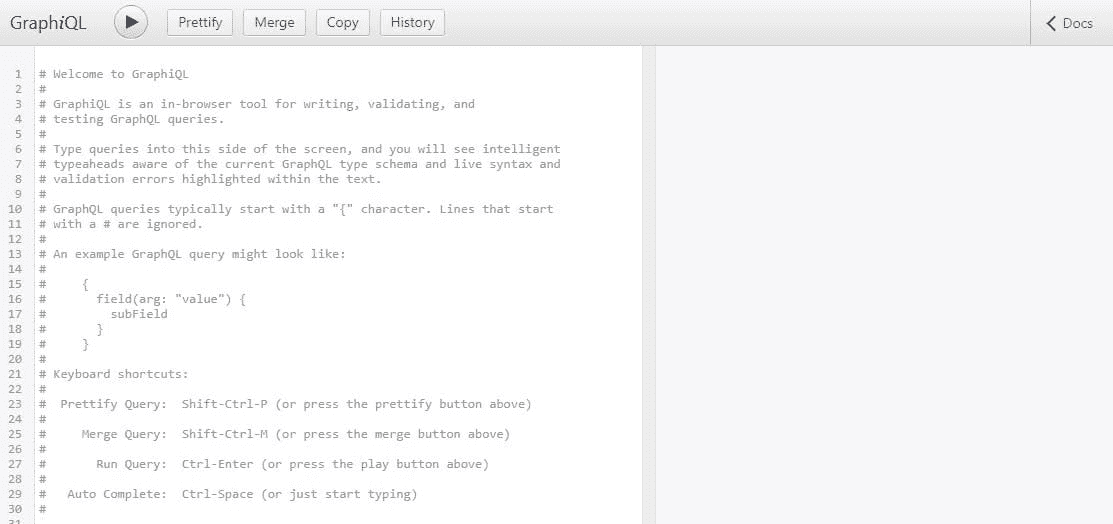 GraphiQL Prettify Merge Copy History Docs
1 # Welcome to GraphiQL
2 #
3 # GraphiQL is an in-browser tool for writing, validating, and
4 # testing GraphQL queries.
5 #
6 # Type queries into this side of the screen, and you will see intelligent
7 # typeaheads aware of the current GraphQL type schema and live syntax and
8 # validation errors highlighted within the text.
9 #
10 # GraphQL queries typically start with a "{" character. Lines that start
11 # with a # are ignored.
12 #
13 # An example GraphQL query might look like:
14 #
15 #     {
16 #       field(arg: "value") {
17 #         subField
18 #       }
19 #     }
20 #
21 # Keyboard shortcuts:
22 #
23 #  Prettify Query:  Shift-Ctrl-P (or press the prettify button above)
24 #
25 #     Merge Query:  Shift-Ctrl-M (or press the merge button above)
26 #
27 #       Run Query:  Ctrl-Enter (or press the play button above)
28 #
29 #   Auto Complete:  Ctrl-Space (or just start typing)
30 #
31